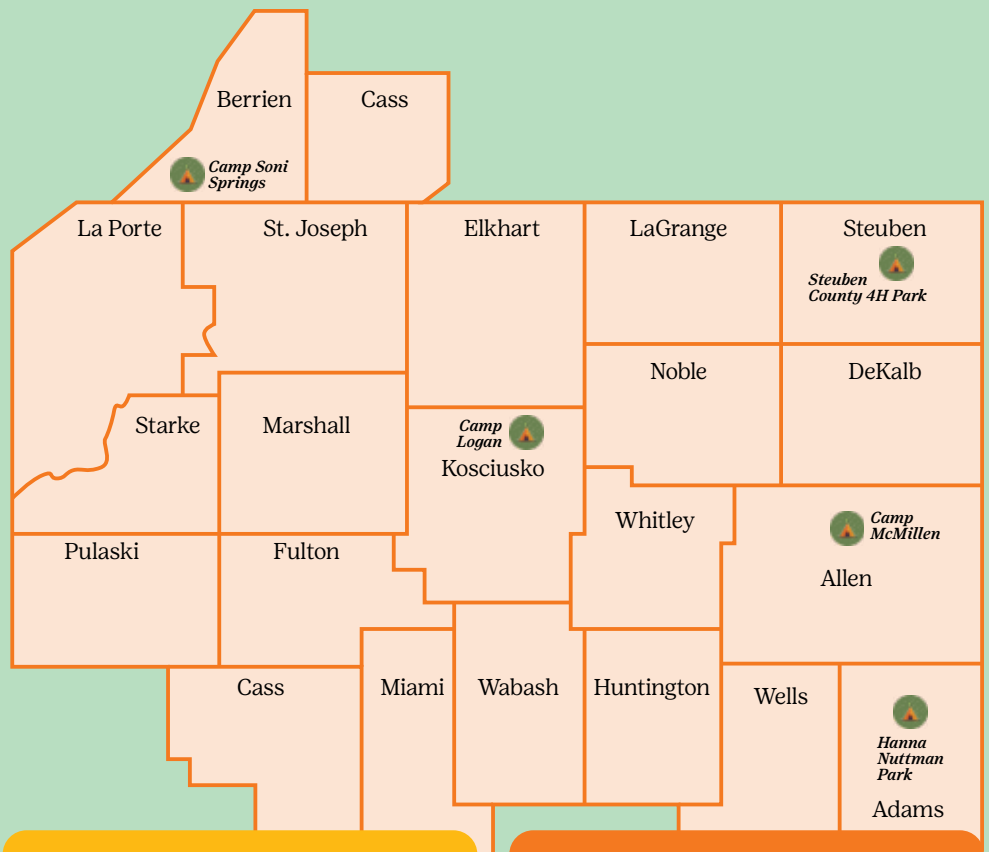 Berrien
Cass
Camp Soni
Springs
La Porte
St. Joseph
Elkhart
LaGrange
Steuben
Steuben
County 4H Park
Noble
DeKalb
Starke
Marshall
Camp
Logan
Kosciusko
Whitley
Camp
McMillen
Allen
Pulaski
Fulton
Cass
Miami
Wabash
Huntington
Wells
Hanna
Nuttman
Park
Adams